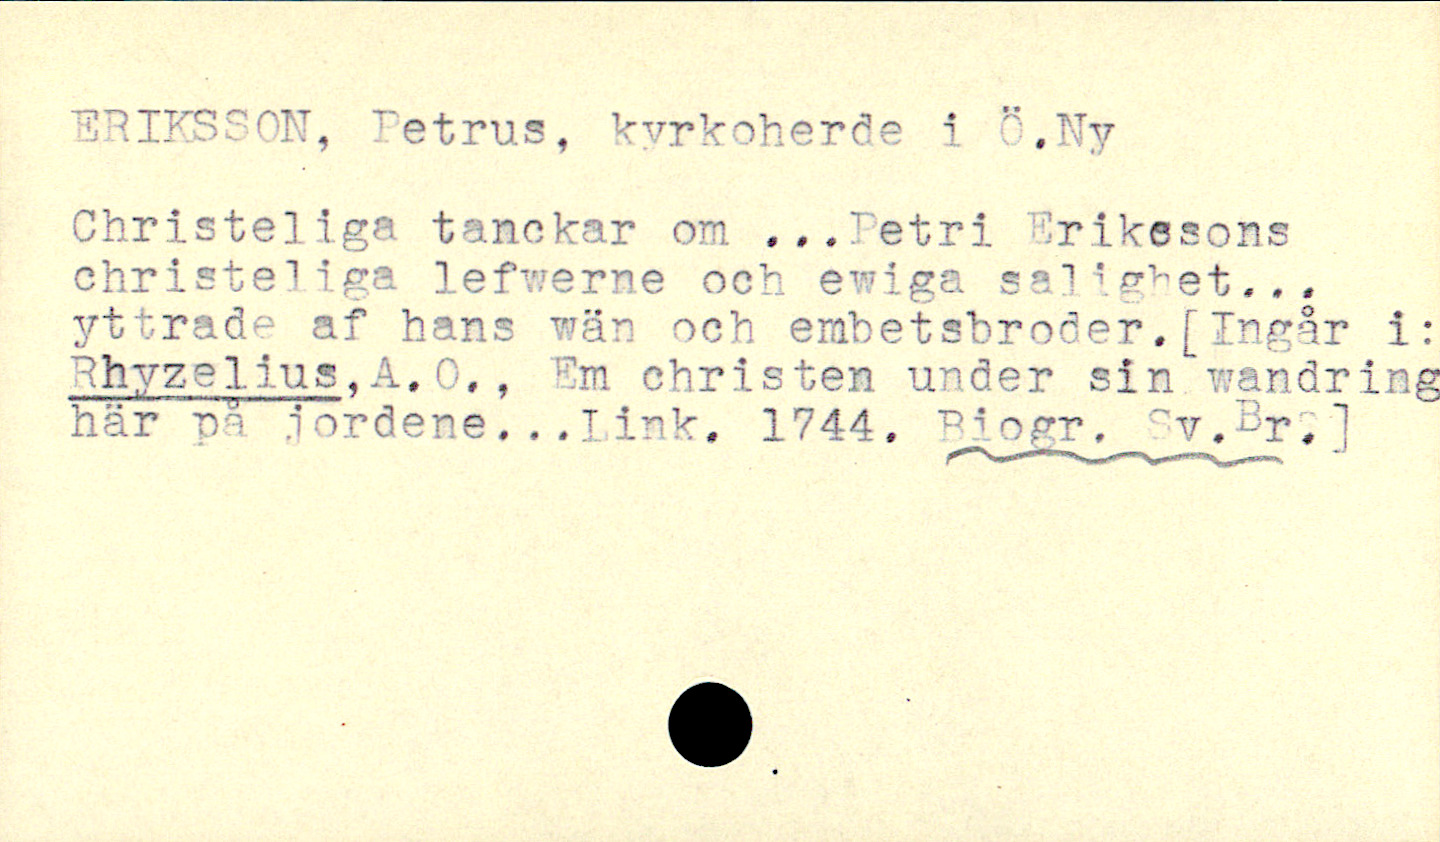 ERIKSSON, Petrus, kyrkoherde i Ö.Ny
Christeliga tanckar om ...Petri Erikssons
christeliga lefwerne och ewiga salighet...
yttrade af hans wän och embetsbroder.[Ingår i:
Rhyzelius,A.O., Em christen under sin wandring
här på jordene...Link. 1744. Biogr. Sv.Br.]